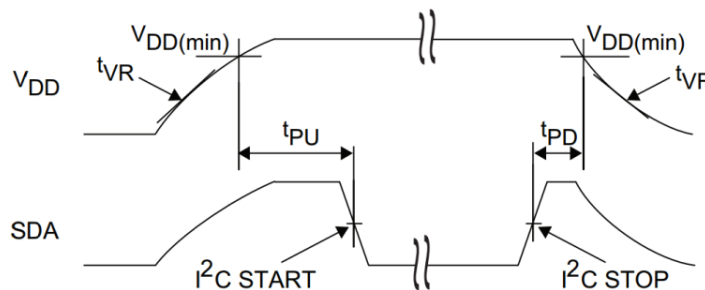 VDD(min) VDD(min)
tVR tVF
VDD
tPU tPD
SDA
I²C START I²C STOP